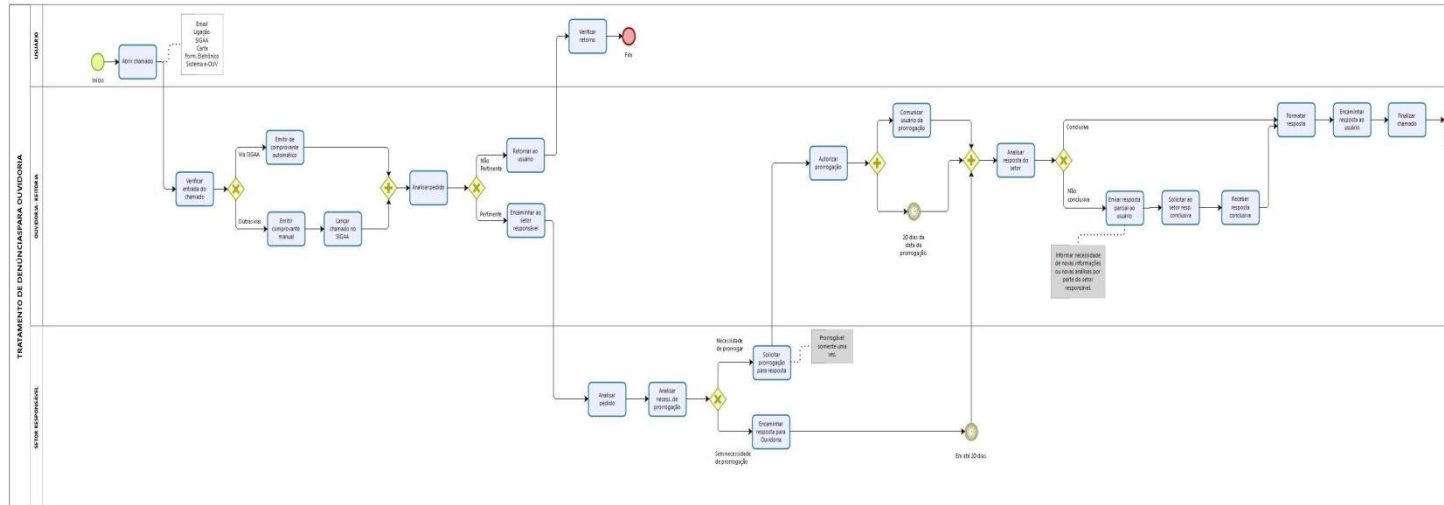 TRATAMENTO DE DENÚNCIASPARA OUVIDORIA
USUÁRIO
Início
Abrir chamado
Email
Ligação
SIGAA
Carta
Form.Eletrônico
Sistema e-OUV
Verificar
retorno
Fim
OUVIDORIA - REITORIA
Verificar
entrada do
chamado
Via SIGAA
Emitir de
comprovante
automático
Outras vias
Emitir
comprovante
manual
Lançar
chamado no
SIGAA
Analisar pedido
Não
Pertinente
Retornar ao
usuário
Pertinente
Encaminhar ao
setor
responsável
Autorizar
prorrogação
Comunicar
usuário da
prorrogação
20 dias da
data da
prorrogação
Analisar
resposta do
setor
Conclusiva
Não
conclusiva
Enviar resposta
parcial ao
usuário
Solicitar ao
setor resp.
conclusiva
Receber
resposta
conclusiva
Informar necessidade
de novas informações
ou novas análises por
parte do setor
responsável
Formatar
resposta
Encaminhar
resposta ao
usuário
Finalizar
chamado
SETOR RESPONSÁVEL
Analisar
pedido
Analisar
necess. de
prorrogação
Necessidade
de prorrogar
Solicitar
prorrogação
para resposta
Prorrogável
somente uma
vez.
Sem necessidade
de prorrogação
Encaminhar
resposta para
Ouvidoria
Em até 20 dias